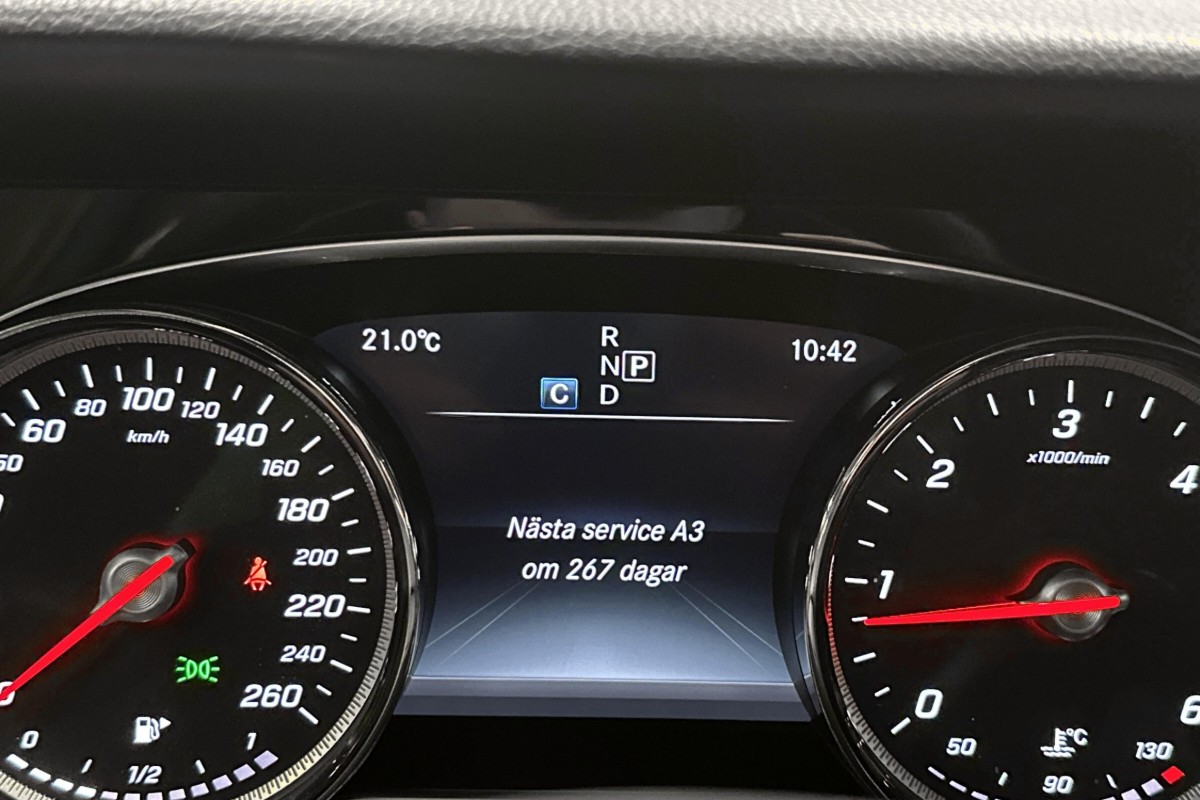 21.0°C
R
10:42
N P
C D
Nästa service A3
om 267 dagar
60 80 100 120 140
km/h
160
180
200
220
240
260
0 1/2 1
3
x1000/min
2
4
1
0
6
50 90 130
°C